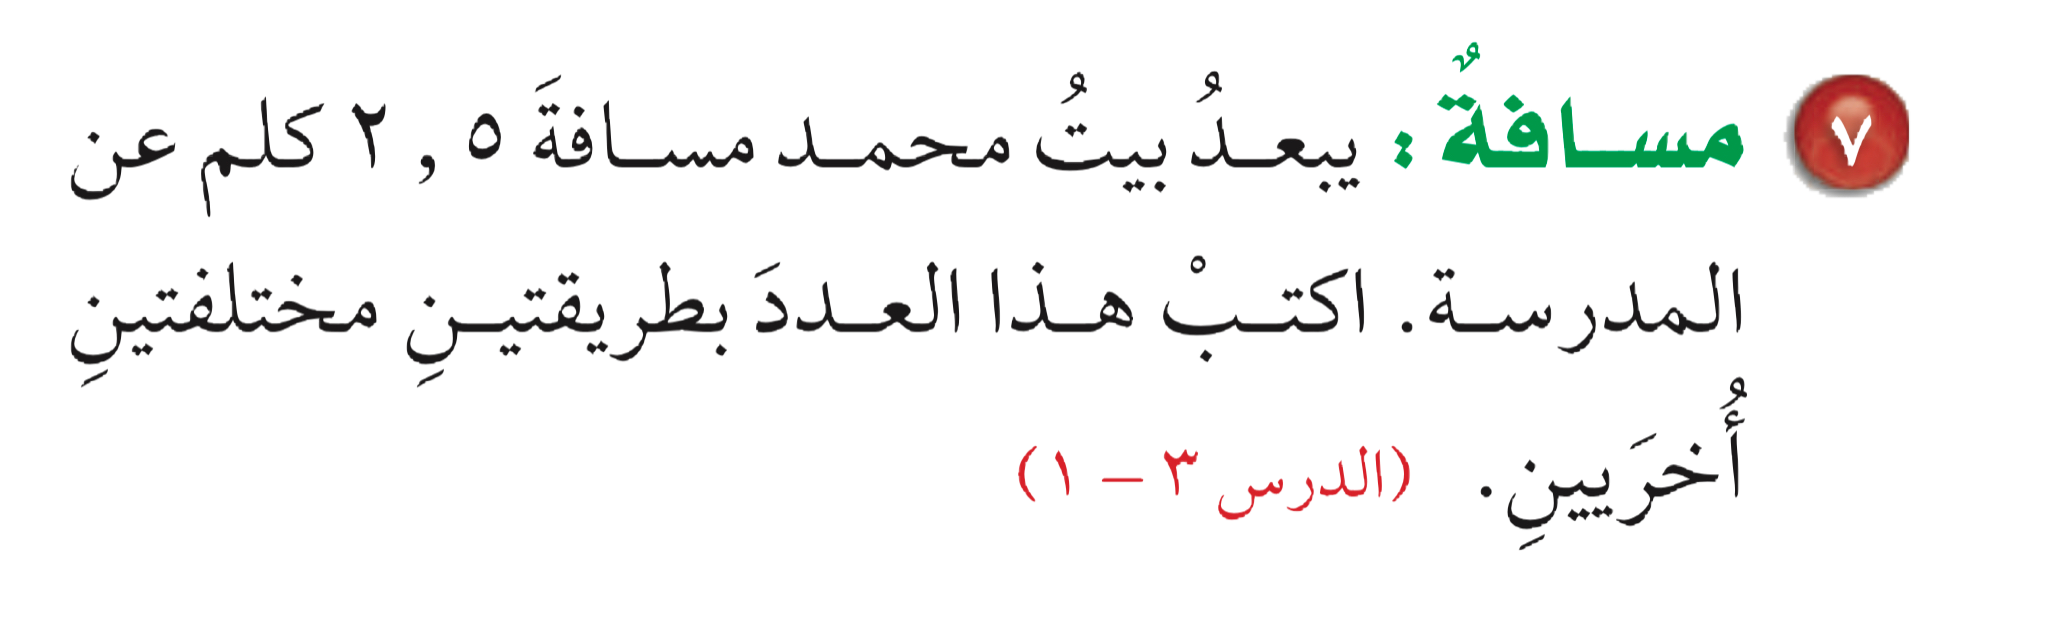 ٧ مسافةٌ : يبعدُ بيتُ محمد مسافةَ ٥ , ٢ كلم عن
المدرسة. اكتبْ هذا العددَ بطريقتينِ مختلفتينِ
أُخرَيينِ. (الدرس ٣ – ١)